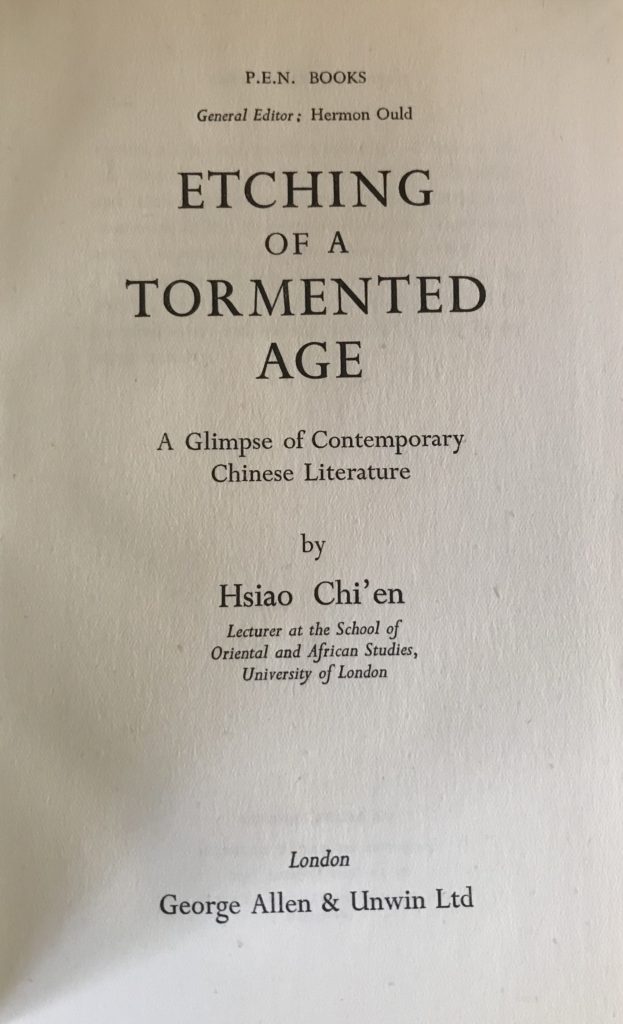 P.E.N. BOOKS
General Editor: Hermon Ould
ETCHING
OF A
TORMENTED
AGE
A Glimpse of Contemporary
Chinese Literature
by
Hsiao Chi’en
Lecturer at the School of
Oriental and African Studies,
University of London
London
George Allen & Unwin Ltd